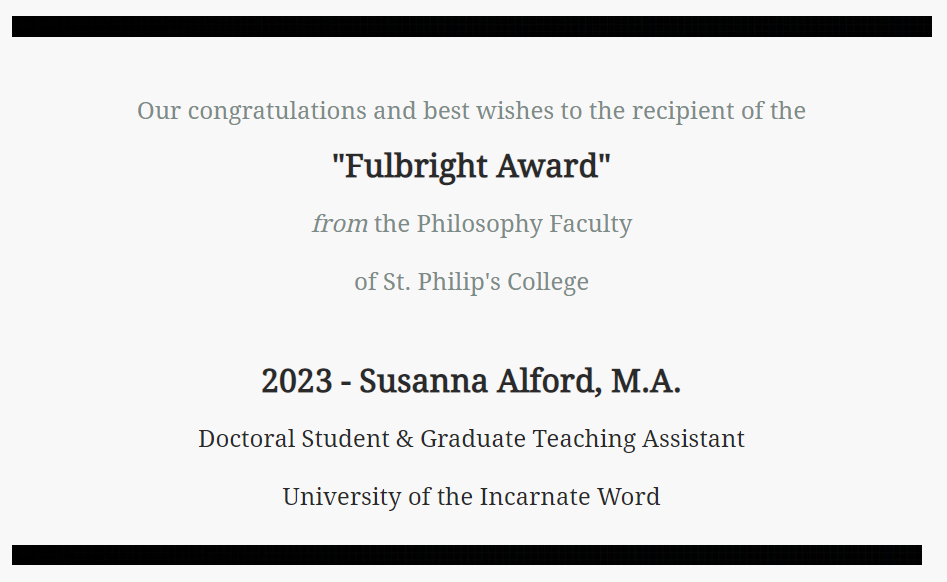 Our congratulations and best wishes to the recipient of the
"Fulbright Award"
from the Philosophy Faculty
of St. Philip's College
2023 - Susanna Alford, M.A.
Doctoral Student & Graduate Teaching Assistant
University of the Incarnate Word